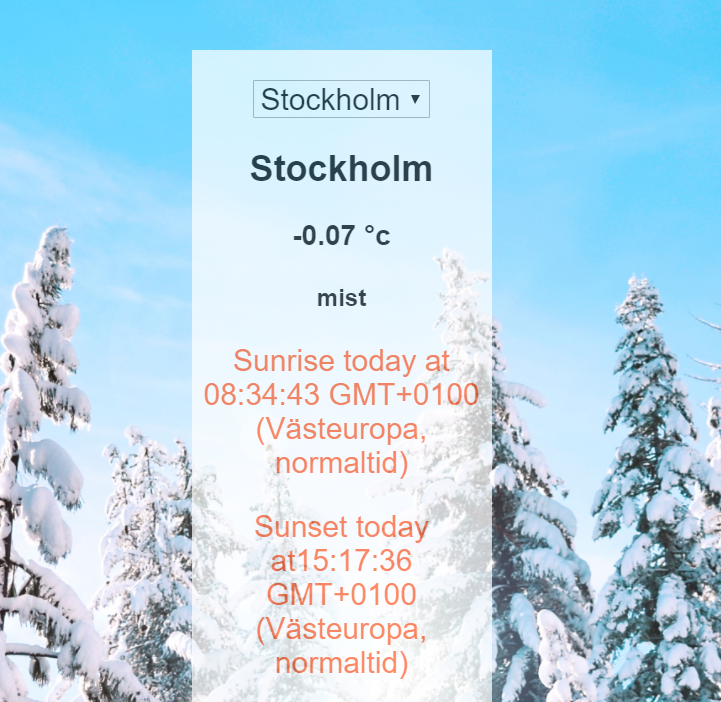 Stockholm
Stockholm
-0.07 °c
mist
Sunrise today at
08:34:43 GMT+0100
(Västeuropa,
normaltid)
Sunset today
at15:17:36
GMT+0100
(Västeuropa,
normaltid)